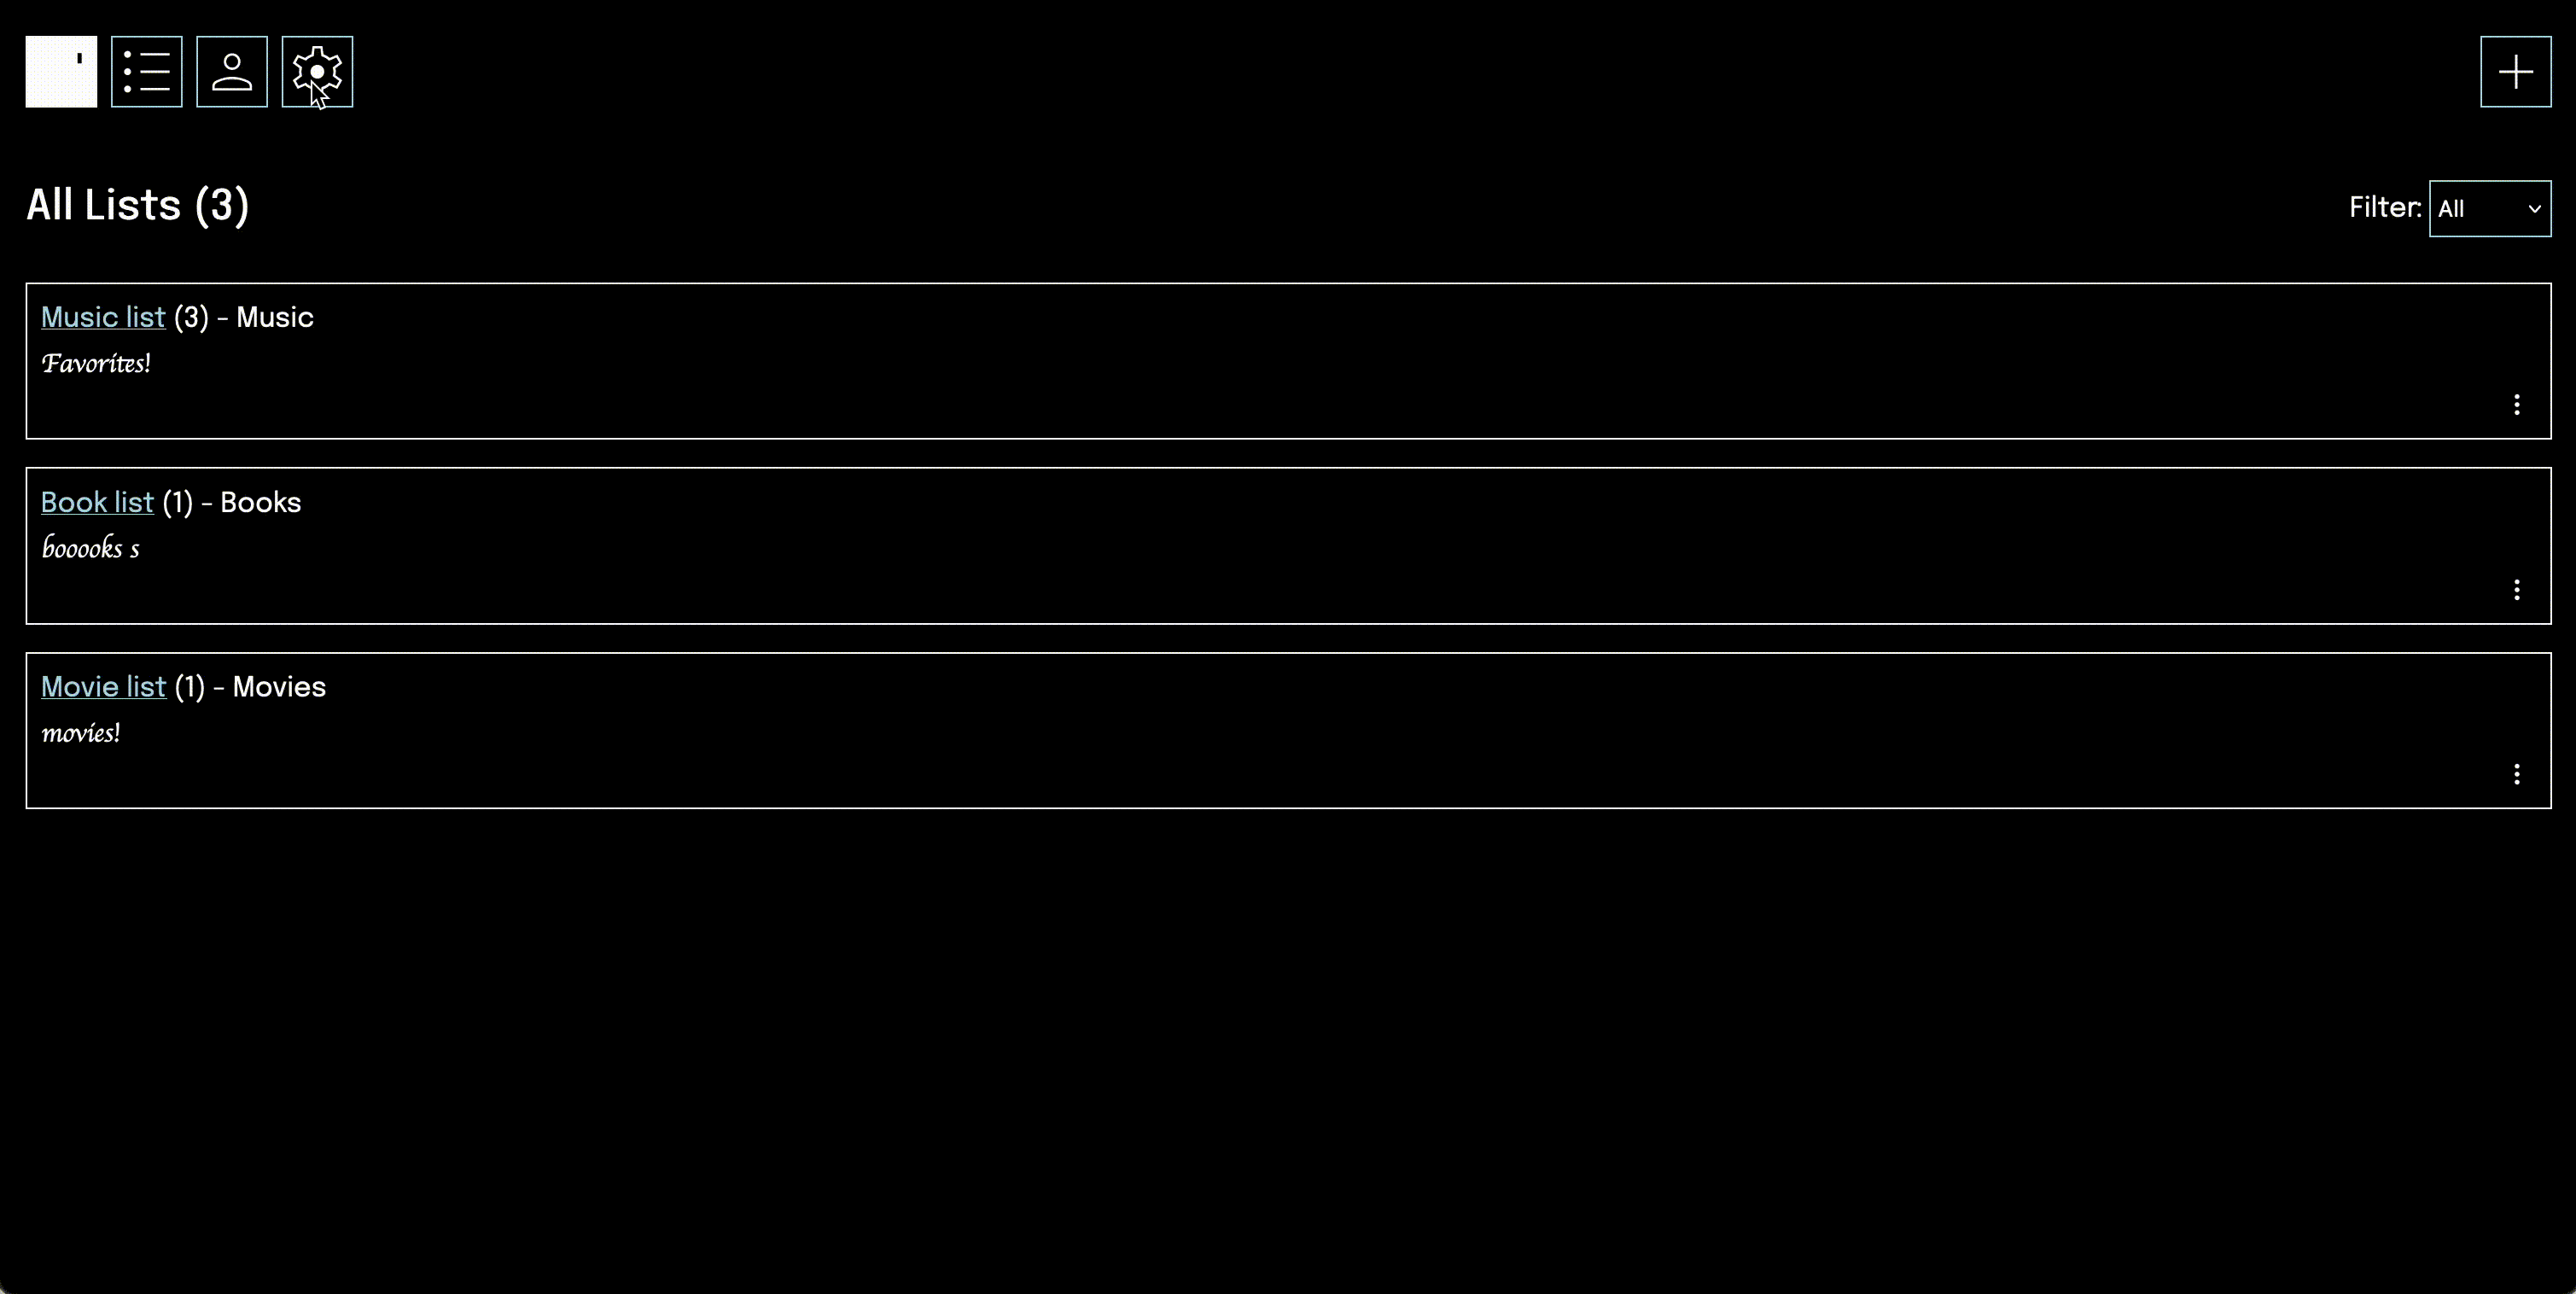 All Lists (3)
Filter: All
Music list (3) - Music
Favorites!
Book list (1) - Books
booooks s
Movie list (1) - Movies
movies!